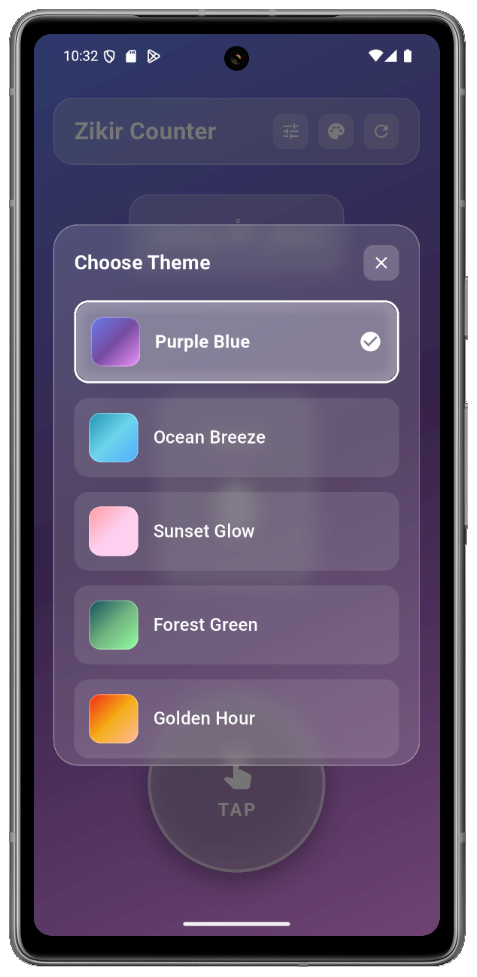 10:32
Zikir Counter
Choose Theme
Purple Blue
Ocean Breeze
Sunset Glow
Forest Green
Golden Hour
TAP